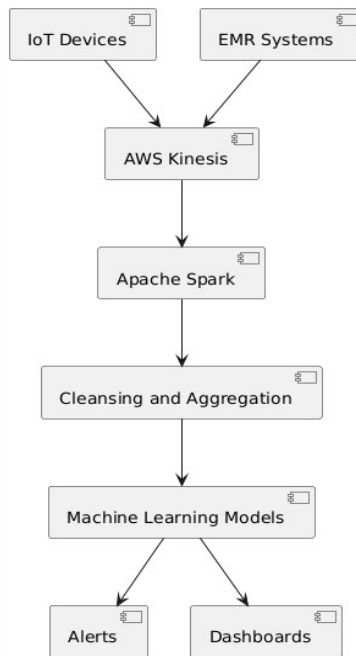 IoT Devices
EMR Systems
AWS Kinesis
Apache Spark
Cleansing and Aggregation
Machine Learning Models
Alerts
Dashboards